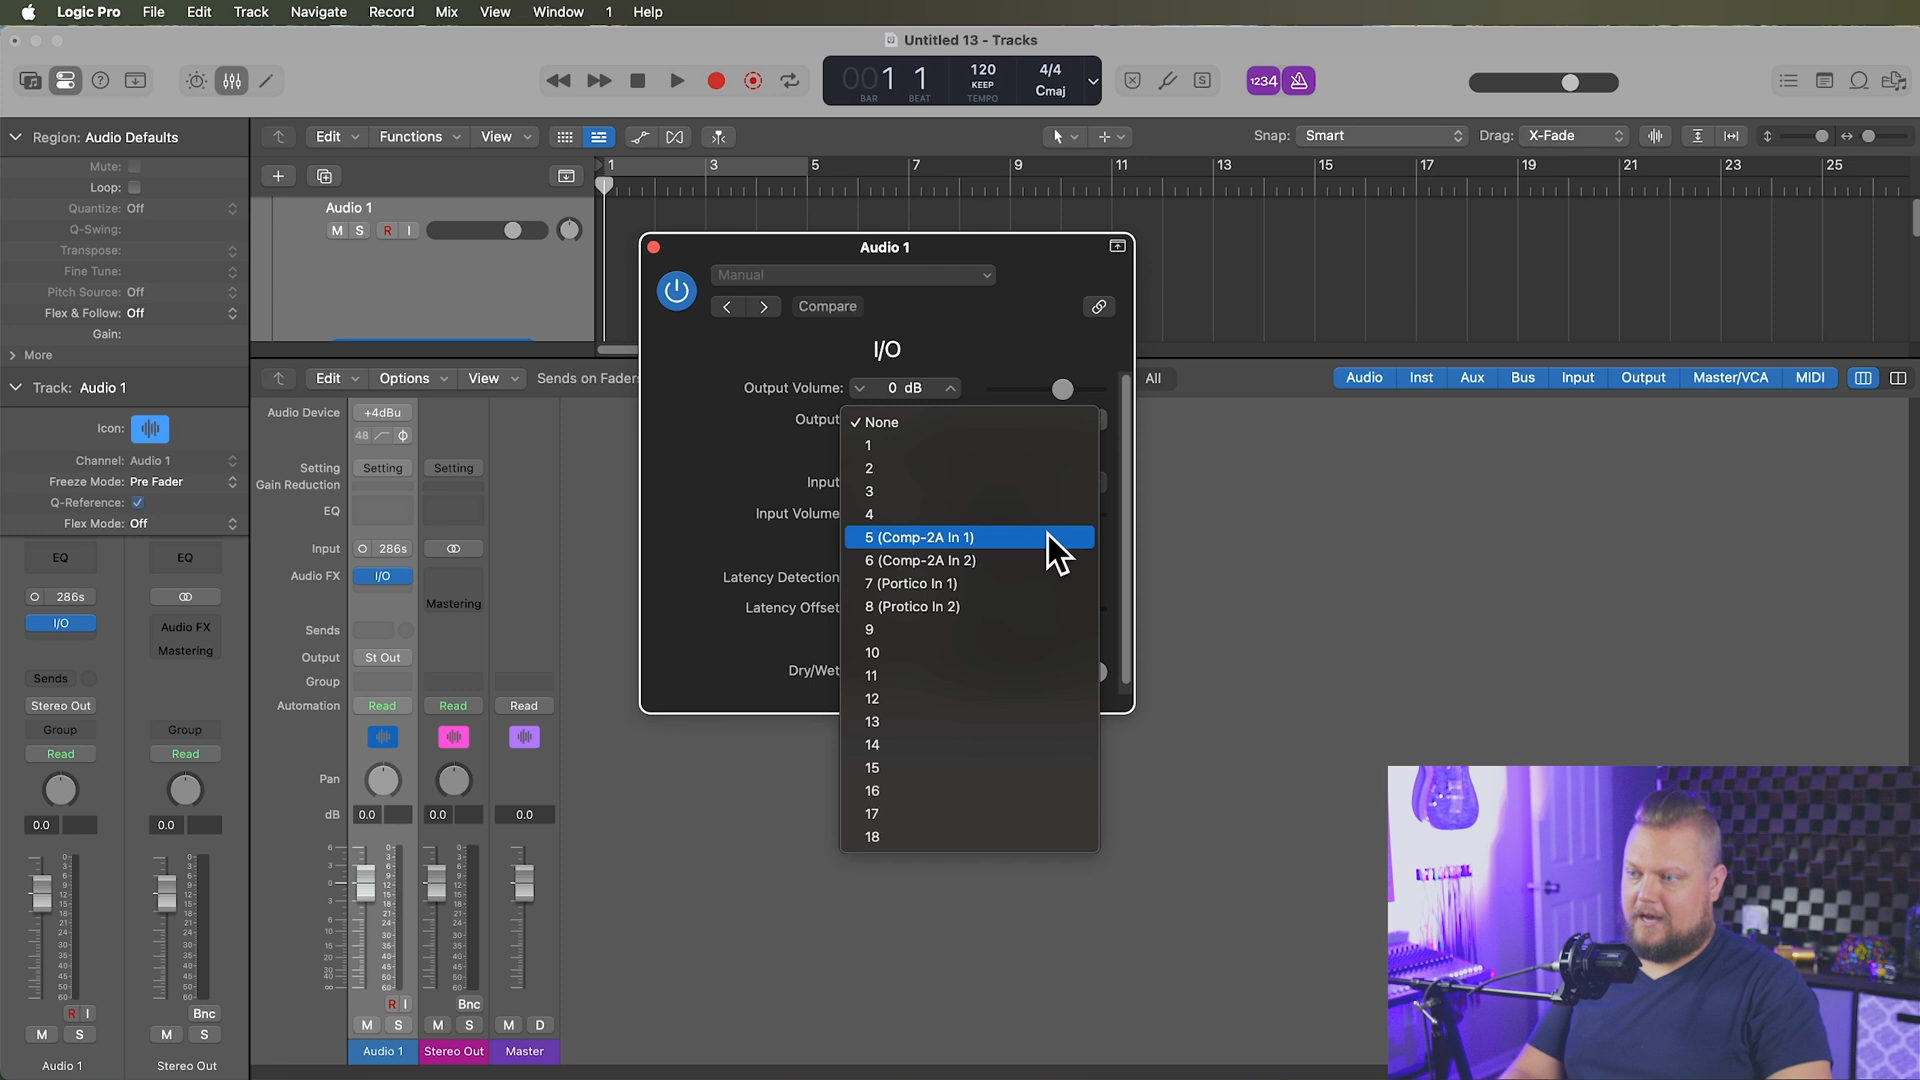 Logic Pro File Edit Track Navigate Record Mix View Window 1 Help
Untitled 13 - Tracks
001 1 120 4/4
KEEP Cmaj
BAR BEAT TEMPO
S 1234
Region: Audio Defaults
Edit Functions View
Snap: Smart Drag: X-Fade
Mute:
Loop:
Quantize: Off
Q-Swing:
Transpose:
Fine Tune:
Pitch Source: Off
Flex & Follow: Off
Gain:
More
1 3 5 7 9 11 13 15 17 19 21 23 25
Audio 1
M S R I
Track: Audio 1
Icon:
Channel: Audio 1
Freeze Mode: Pre Fader
Q-Reference:
Flex Mode: Off
Edit Options View Sends on Faders
All
Audio Inst Aux Bus Input Output Master/VCA MIDI
Audio 1
Manual
Compare
I/O
Output Volume: 0 dB
Output
Input
Input Volume
Latency Detection
Latency Offset
Dry/Wet
✓ None
1
2
3
4
5 (Comp-2A In 1)
6 (Comp-2A In 2)
7 (Portico In 1)
8 (Protico In 2)
9
10
11
12
13
14
15
16
17
18
Audio Device +4dBu
48
Setting Setting Setting
Gain Reduction
EQ
Input 286s
Audio FX I/O
Mastering
Sends
Output St Out
Group
Automation Read Read Read
Pan
dB 0.0 0.0 0.0
R I Bnc
M S M S M D
Audio 1 Stereo Out Master
EQ EQ
286s
I/O Audio FX
Mastering
Sends
Stereo Out
Group Group
Read Read
0.0 0.0
R I Bnc
M S M S
Audio 1 Stereo Out